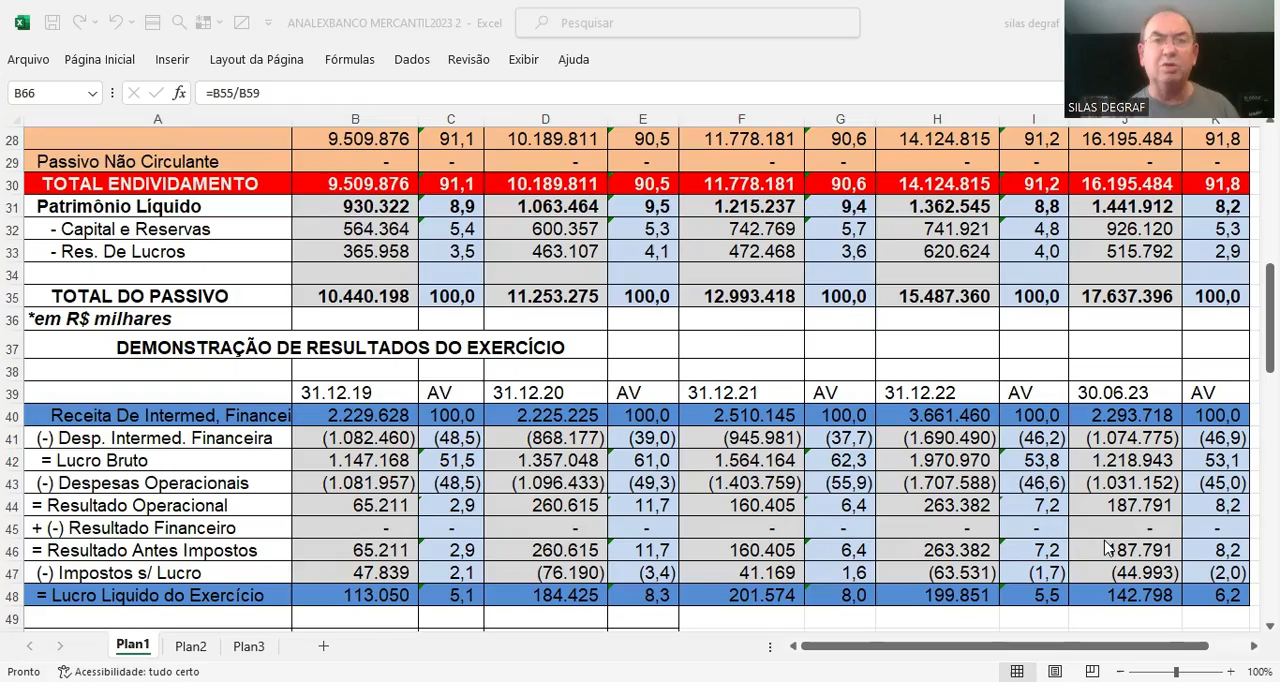 ANALEXBANCO MERCANTIL2023 2 - Excel
Pesquisar
silas degraf
Arquivo Página Inicial Inserir Layout da Página Fórmulas Dados Revisão Exibir Ajuda
B66 fx =B55/B59
SILAS DEGRAF
A B C D E F G H I J K
28 9.509.876 91,1 10.189.811 90,5 11.778.181 90,6 14.124.815 91,2 16.195.484 91,8
29 Passivo Não Circulante - - - - - - - - - -
30 TOTAL ENDIVIDAMENTO 9.509.876 91,1 10.189.811 90,5 11.778.181 90,6 14.124.815 91,2 16.195.484 91,8
31 Patrimônio Líquido 930.322 8,9 1.063.464 9,5 1.215.237 9,4 1.362.545 8,8 1.441.912 8,2
32 - Capital e Reservas 564.364 5,4 600.357 5,3 742.769 5,7 741.921 4,8 926.120 5,3
33 - Res. De Lucros 365.958 3,5 463.107 4,1 472.468 3,6 620.624 4,0 515.792 2,9
34
35 TOTAL DO PASSIVO 10.440.198 100,0 11.253.275 100,0 12.993.418 100,0 15.487.360 100,0 17.637.396 100,0
36 *em R$ milhares
37 DEMONSTRAÇÃO DE RESULTADOS DO EXERCÍCIO
38
39 31.12.19 AV 31.12.20 AV 31.12.21 AV 31.12.22 AV 30.06.23 AV
40 Receita De Intermed, Financei 2.229.628 100,0 2.225.225 100,0 2.510.145 100,0 3.661.460 100,0 2.293.718 100,0
41 (-) Desp. Intermed. Financeira (1.082.460) (48,5) (868.177) (39,0) (945.981) (37,7) (1.690.490) (46,2) (1.074.775) (46,9)
42 = Lucro Bruto 1.147.168 51,5 1.357.048 61,0 1.564.164 62,3 1.970.970 53,8 1.218.943 53,1
43 (-) Despesas Operacionais (1.081.957) (48,5) (1.096.433) (49,3) (1.403.759) (55,9) (1.707.588) (46,6) (1.031.152) (45,0)
44 = Resultado Operacional 65.211 2,9 260.615 11,7 160.405 6,4 263.382 7,2 187.791 8,2
45 + (-) Resultado Financeiro - - - - - - - - - -
46 = Resultado Antes Impostos 65.211 2,9 260.615 11,7 160.405 6,4 263.382 7,2 187.791 8,2
47 (-) Impostos s/ Lucro 47.839 2,1 (76.190) (3,4) 41.169 1,6 (63.531) (1,7) (44.993) (2,0)
48 = Lucro Liquido do Exercício 113.050 5,1 184.425 8,3 201.574 8,0 199.851 5,5 142.798 6,2
49
Plan1 Plan2 Plan3
Pronto Acessibilidade: tudo certo 100%